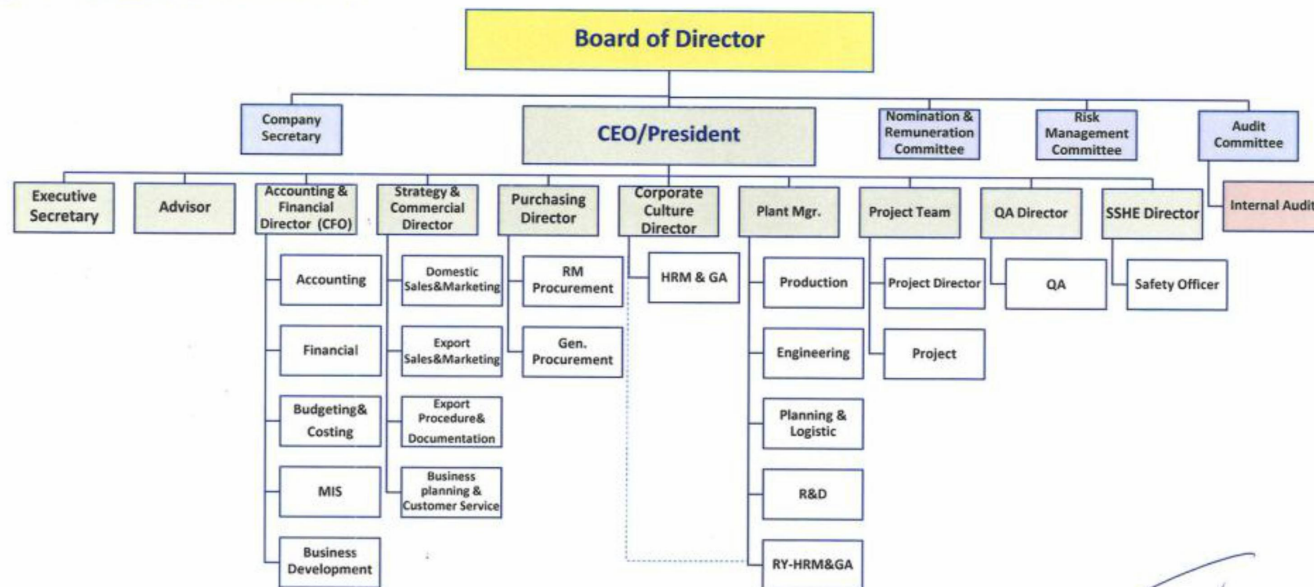 Board of Director
Company
Secretary
CEO/President
Nomination &
Remuneration
Committee
Risk
Management
Committee
Audit
Committee
Executive
Secretary
Advisor
Accounting &
Financial
Director (CFO)
Strategy &
Commercial
Director
Purchasing
Director
Corporate
Culture
Director
Plant Mgr.
Project Team
QA Director
SSHE Director
Internal Audit
Accounting
Domestic
Sales&Marketing
RM
Procurement
HRM & GA
Production
Project Director
QA
Safety Officer
Financial
Export
Sales&Marketing
Gen.
Procurement
Engineering
Project
Budgeting&
Costing
Export
Procedure&
Documentation
Planning &
Logistic
MIS
Business
planning &
Customer Service
R&D
Business
Development
RY-HRM&GA